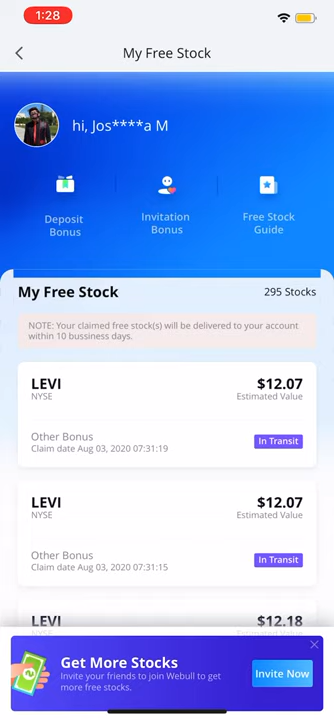 1:28
My Free Stock
hi, Jos****a M
Deposit
Bonus
Invitation
Bonus
Free Stock
Guide
My Free Stock 295 Stocks
NOTE: Your claimed free stock(s) will be delivered to your account
within 10 bussiness days.
LEVI $12.07
NYSE Estimated Value
Other Bonus
Claim date Aug 03, 2020 07:31:19 In Transit
LEVI $12.07
NYSE Estimated Value
Other Bonus
Claim date Aug 03, 2020 07:31:15 In Transit
LEVI $12.18
NYSE Estimated Value
Get More Stocks
Invite your friends to join Webull to get
more free stocks.
Invite Now